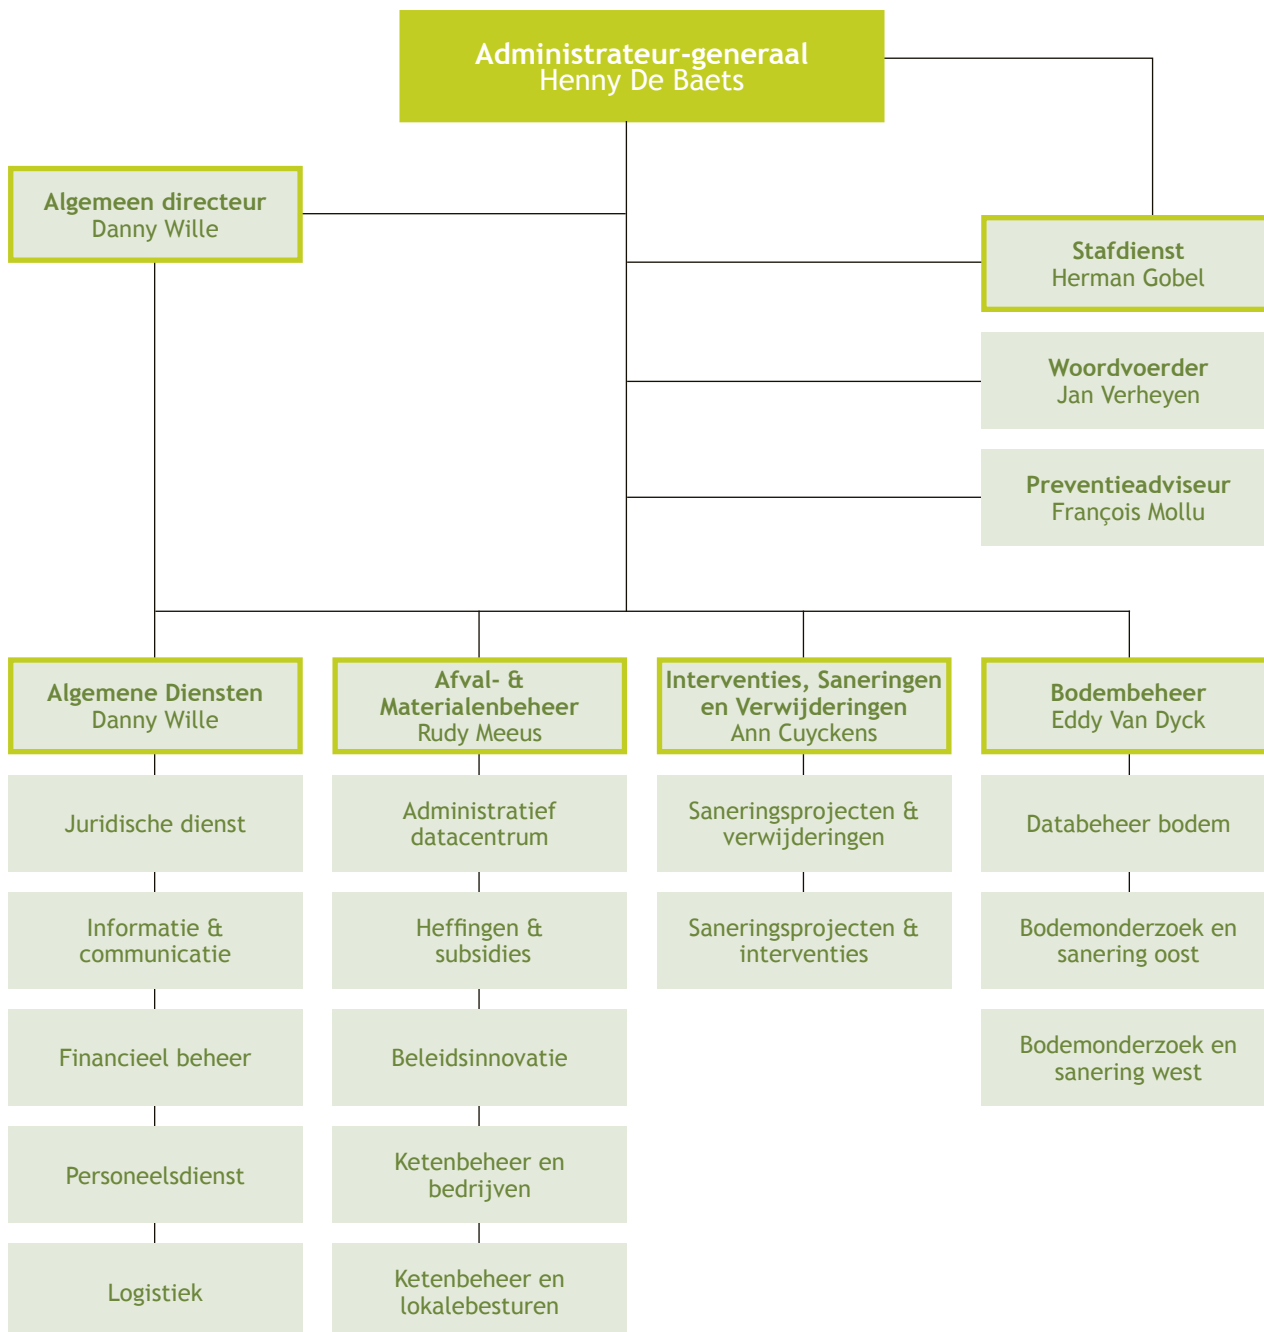 Administrateur-generaal
Henny De Baets
Algemeen directeur
Danny Wille
Stafdienst
Herman Gobel
Woordvoerder
Jan Verheyen
Preventieadviseur
François Mollu
Algemene Diensten
Danny Wille
Juridische dienst
Informatie &
communicatie
Financieel beheer
Personeelsdienst
Logistiek
Afval- &
Materialenbeheer
Rudy Meeus
Administratief
datacentrum
Heffingen &
subsidies
Beleidsinnovatie
Ketenbeheer en
bedrijven
Ketenbeheer en
lokalebesturen
Interventies, Saneringen
en Verwijderingen
Ann Cuyckens
Saneringsprojecten &
verwijderingen
Saneringsprojecten &
interventies
Bodembeheer
Eddy Van Dyck
Databeheer bodem
Bodemonderzoek en
sanering oost
Bodemonderzoek en
sanering west